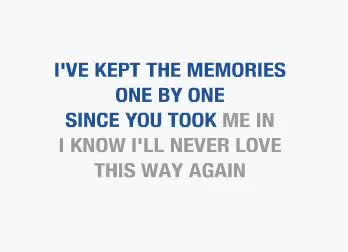 I'VE KEPT THE MEMORIES
ONE BY ONE
SINCE YOU TOOK ME IN
I KNOW I'LL NEVER LOVE
THIS WAY AGAIN